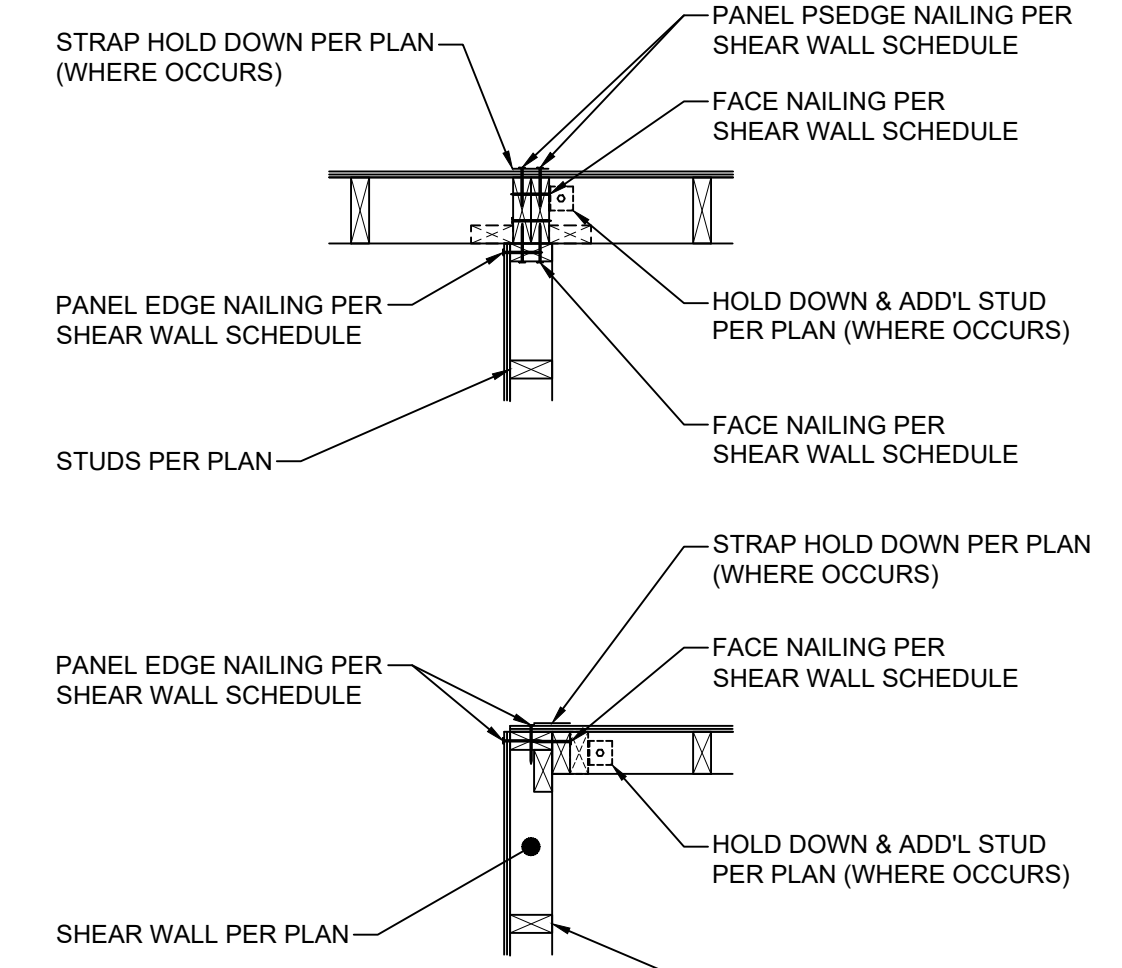 STRAP HOLD DOWN PER PLAN
(WHERE OCCURS)
PANEL PSEDGE NAILING PER
SHEAR WALL SCHEDULE
FACE NAILING PER
SHEAR WALL SCHEDULE
PANEL EDGE NAILING PER
SHEAR WALL SCHEDULE
HOLD DOWN & ADD'L STUD
PER PLAN (WHERE OCCURS)
STUDS PER PLAN
FACE NAILING PER
SHEAR WALL SCHEDULE
STRAP HOLD DOWN PER PLAN
(WHERE OCCURS)
PANEL EDGE NAILING PER
SHEAR WALL SCHEDULE
FACE NAILING PER
SHEAR WALL SCHEDULE
HOLD DOWN & ADD'L STUD
PER PLAN (WHERE OCCURS)
SHEAR WALL PER PLAN